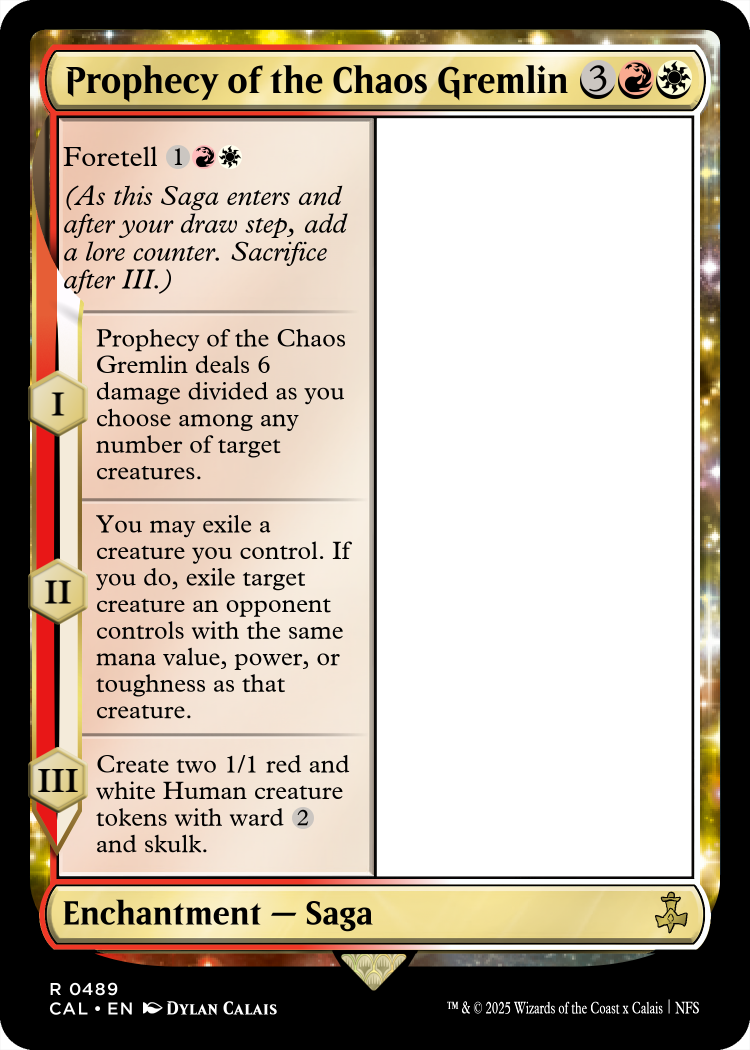 Prophecy of the Chaos Gremlin 3
Foretell 1
(As this Saga enters and
after your draw step, add
a lore counter. Sacrifice
after III.)
I
Prophecy of the Chaos
Gremlin deals 6
damage divided as you
choose among any
number of target
creatures.
II
You may exile a
creature you control. If
you do, exile target
creature an opponent
controls with the same
mana value, power, or
toughness as that
creature.
III
Create two 1/1 red and
white Human creature
tokens with ward 2
and skulk.
Enchantment — Saga
R 0489
CAL • EN Dylan Calais
™ & © 2025 Wizards of the Coast x Calais | NFS